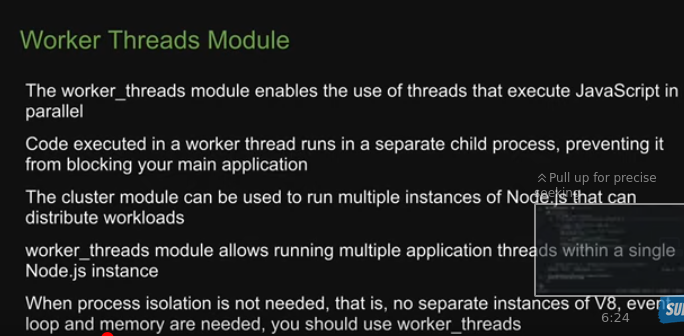 Worker Threads Module
The worker_threads module enables the use of threads that execute JavaScript in
parallel
Code executed in a worker thread runs in a separate child process, preventing it
from blocking your main application
Pull up for precise
seeking
The cluster module can be used to run multiple instances of Node.js that can
distribute workloads
worker_threads module allows running multiple application threads within a single
Node.js instance
When process isolation is not needed, that is, no separate instances of V8, event
loop and memory are needed, you should use worker_threads
6:24